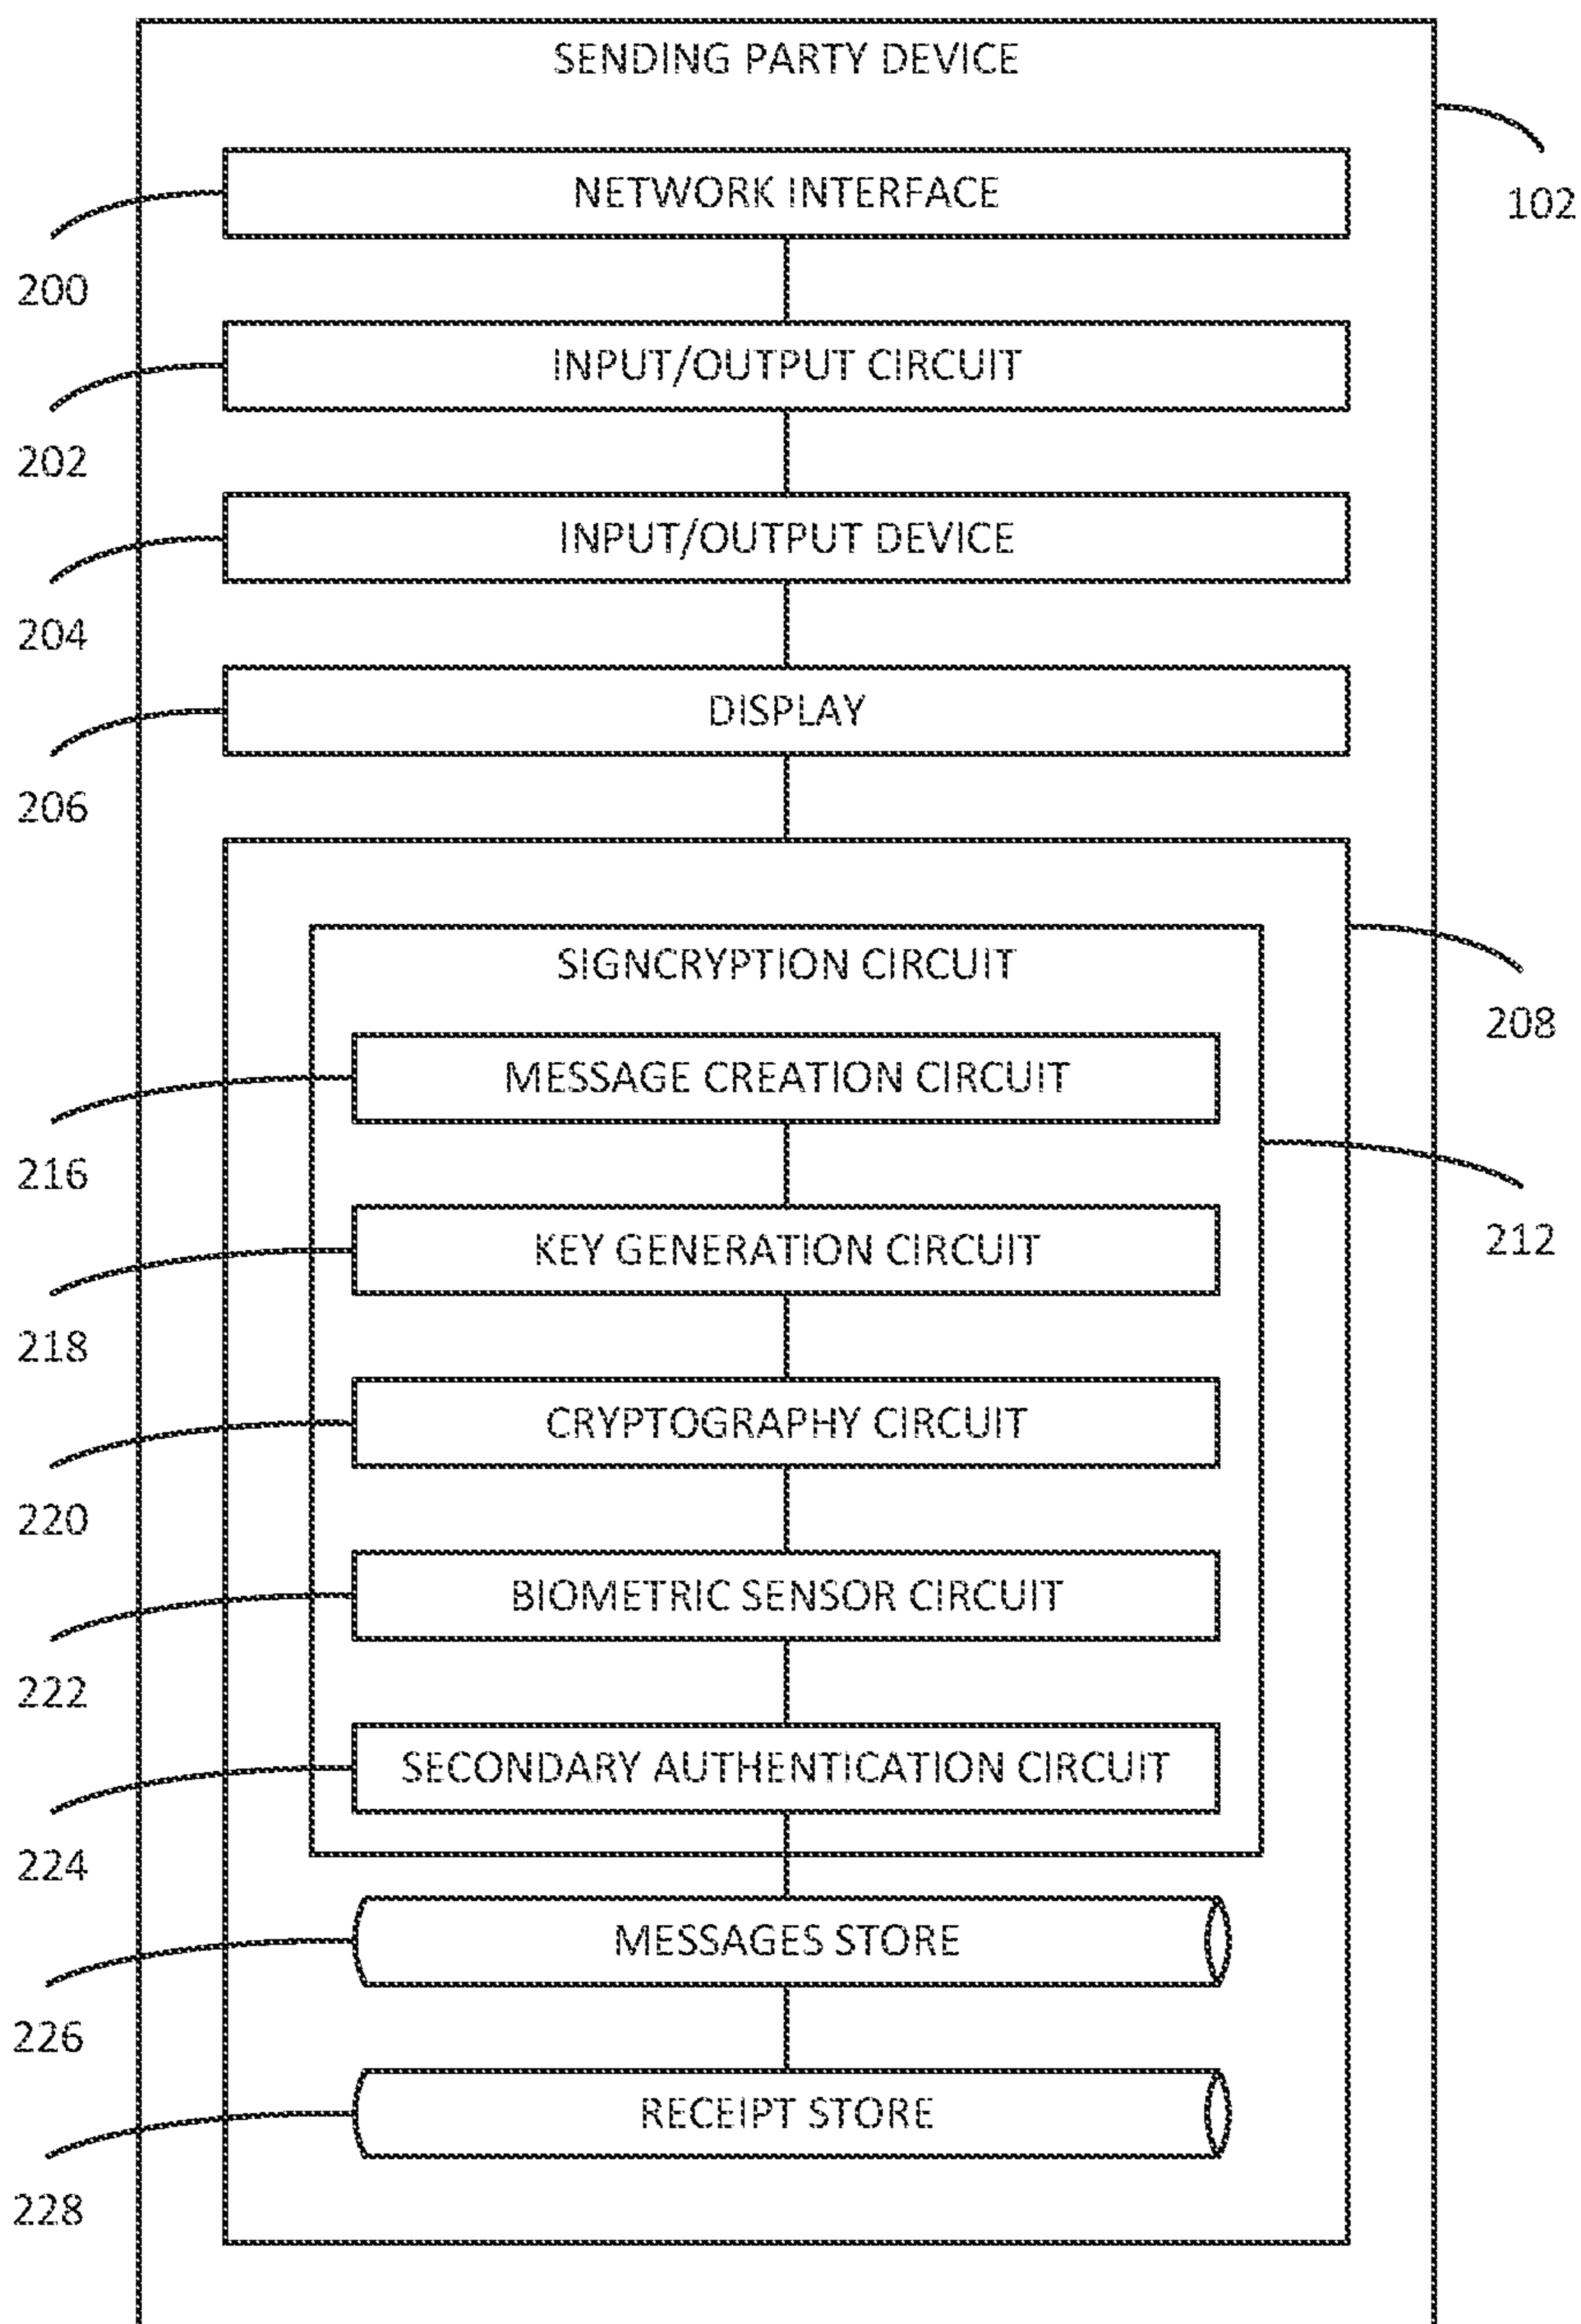 SENDING PARTY DEVICE
102
NETWORK INTERFACE
200
INPUT/OUTPUT CIRCUIT
202
INPUT/OUTPUT DEVICE
204
DISPLAY
206
208
SIGNCRYPTION CIRCUIT
212
MESSAGE CREATION CIRCUIT
216
KEY GENERATION CIRCUIT
218
CRYPTOGRAPHY CIRCUIT
220
BIOMETRIC SENSOR CIRCUIT
222
SECONDARY AUTHENTICATION CIRCUIT
224
MESSAGES STORE
226
RECEIPT STORE
228